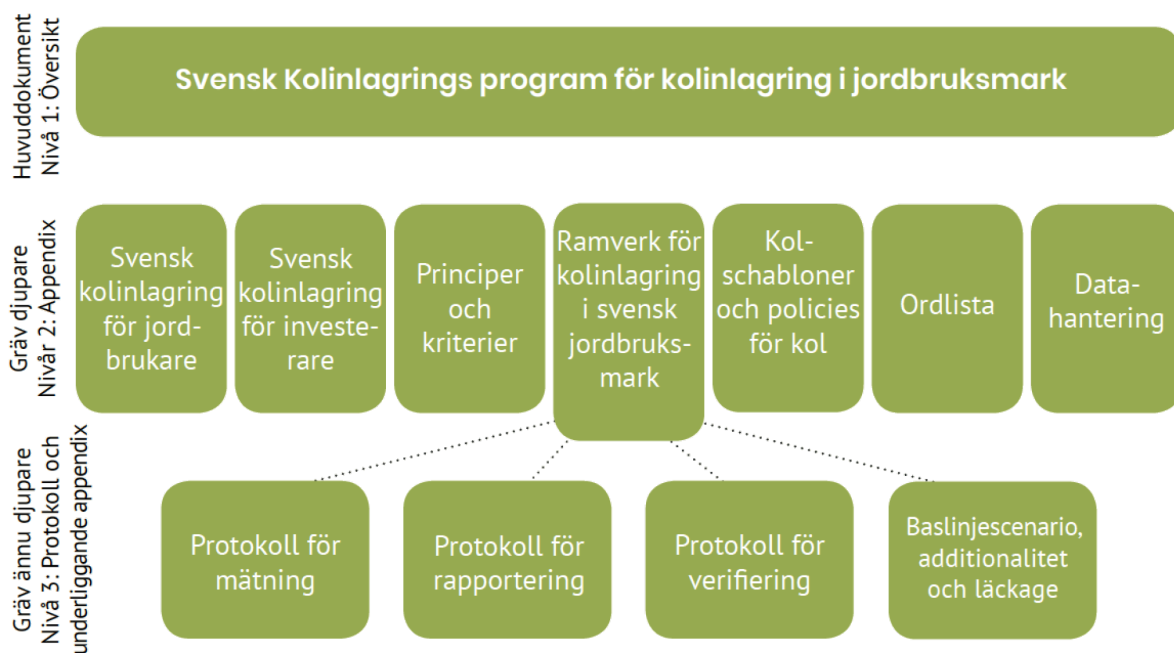 Huvuddokument
Nivå 1: Översikt
Svensk Kolinlagrings program för kolinlagring i jordbruksmark
Gräv djupare
Nivår 2: Appendix
Svensk
kolinlagring
för jord-
brukare
Svensk
kolinlagring
för investe-
rare
Principer
och
kriterier
Ramverk för
kolinlagring
i svensk
jordbruks-
mark
Kol-
schabloner
och policies
för kol
Ordlista
Data-
hantering
Gräv ännu djupare
Nivå 3: Protokoll och
underliggande appendix
Protokoll för
mätning
Protokoll för
rapportering
Protokoll för
verifiering
Baslinjescenario,
additionalitet
och läckage